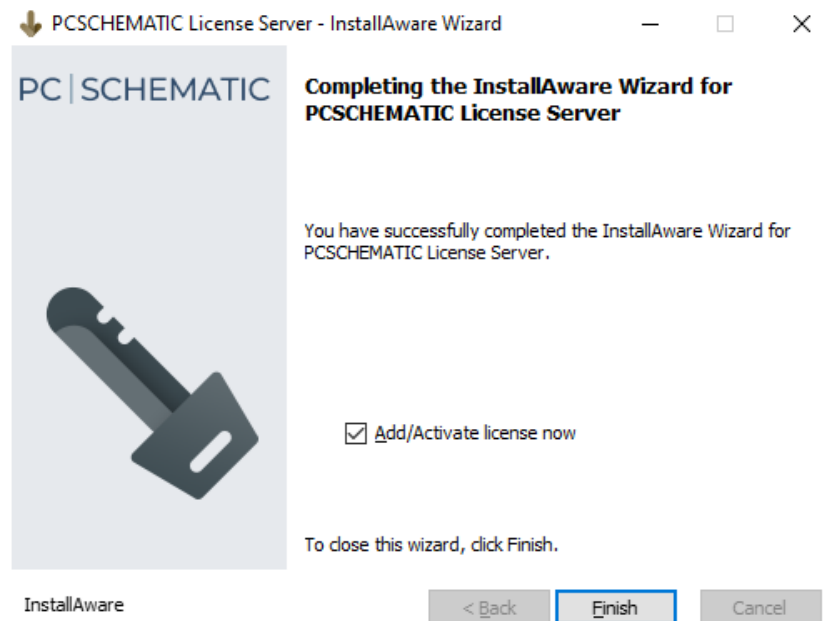 PCSCHEMATIC License Server - InstallAware Wizard
PC|SCHEMATIC
Completing the InstallAware Wizard for
PCSCHEMATIC License Server
You have successfully completed the InstallAware Wizard for
PCSCHEMATIC License Server.
Add/Activate license now
To close this wizard, click Finish.
InstallAware
< Back
Finish
Cancel